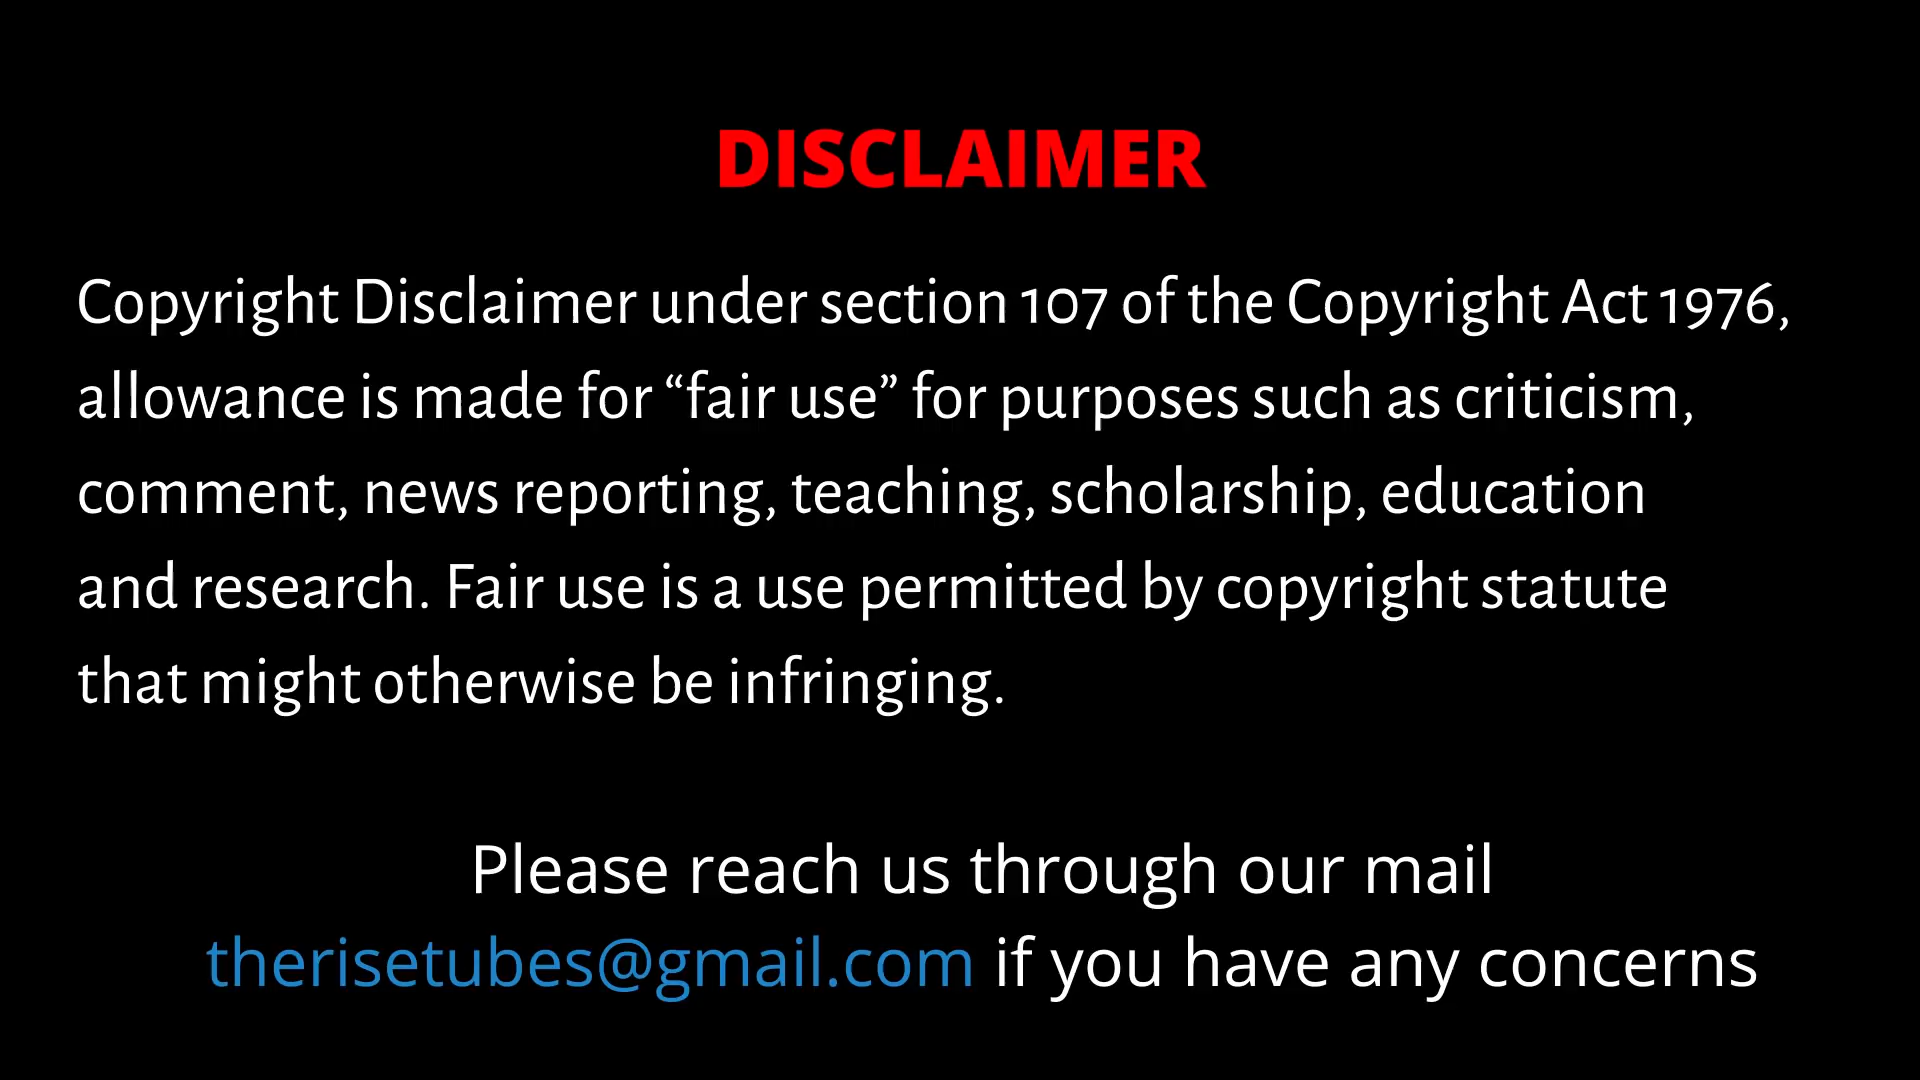 DISCLAIMER
Copyright Disclaimer under section 107 of the Copyright Act 1976,
allowance is made for “fair use” for purposes such as criticism,
comment, news reporting, teaching, scholarship, education
and research. Fair use is a use permitted by copyright statute
that might otherwise be infringing.
Please reach us through our mail
therisetubes@gmail.com if you have any concerns